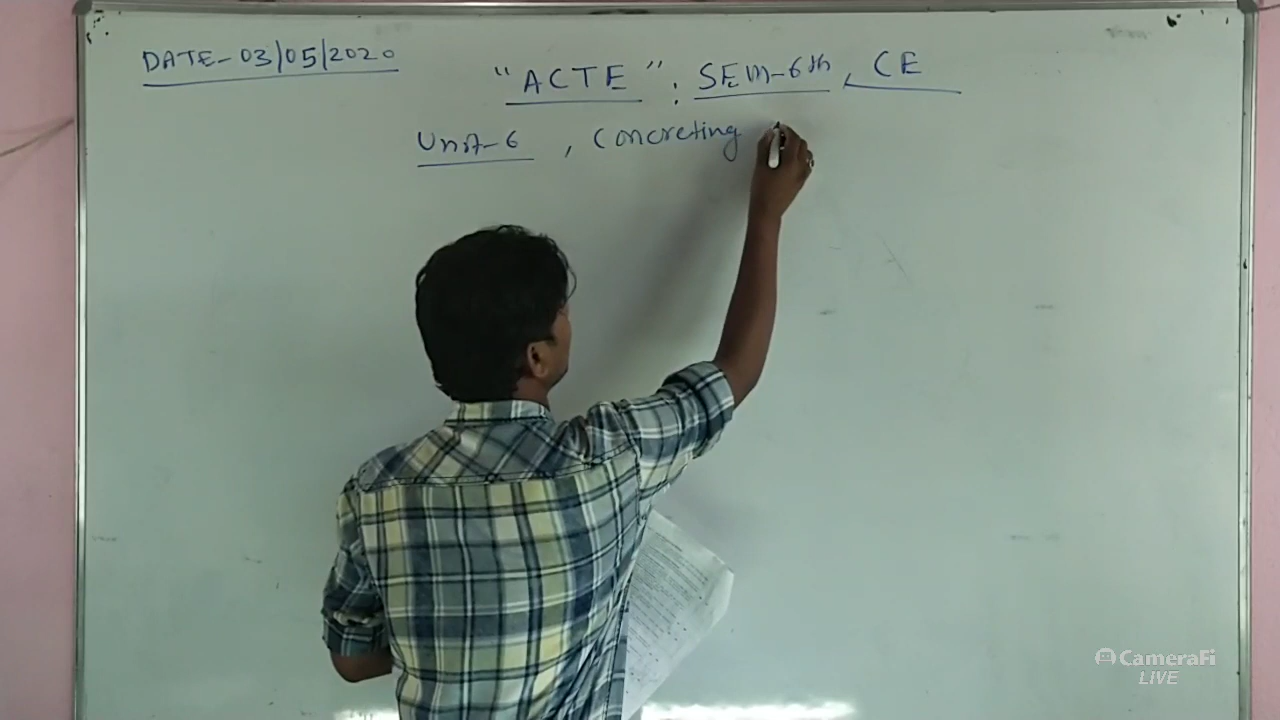 DATE-03/05/2020
"ACTE" : SEM-6th, CE
Unit-6, Concreting
CameraFi
LIVE